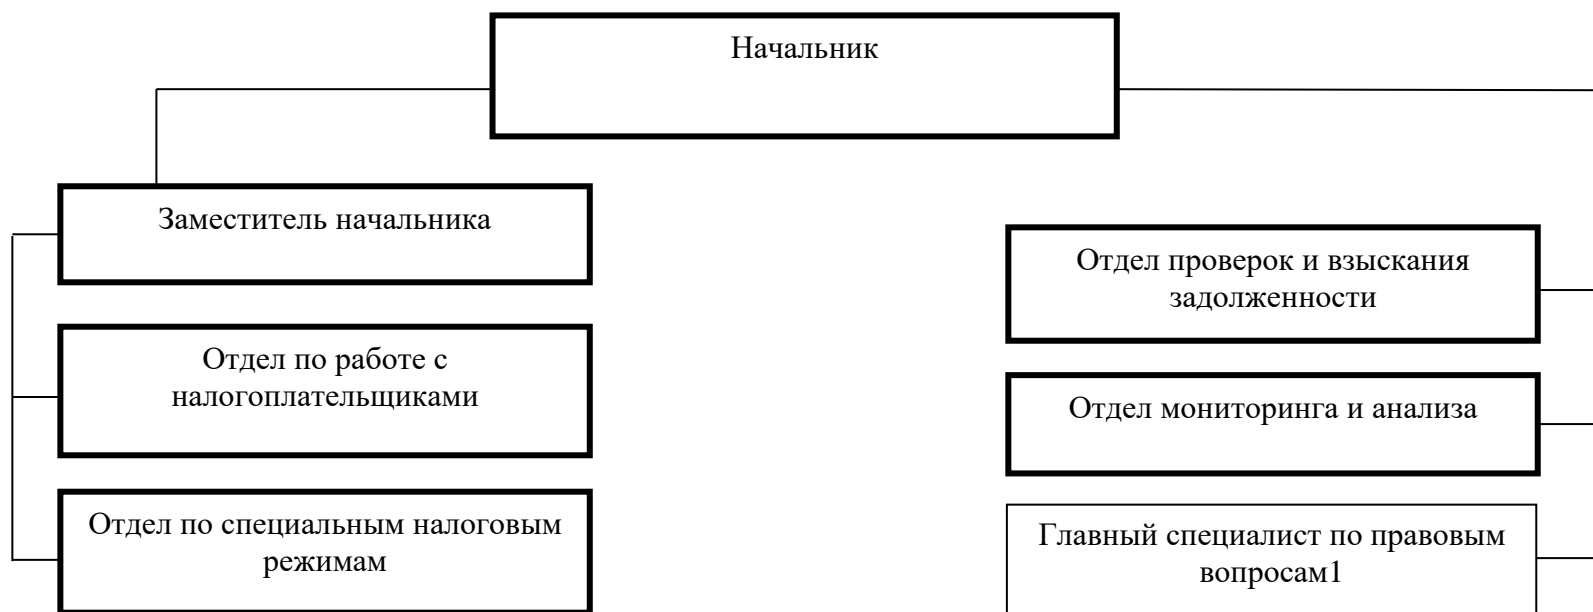 Начальник
Заместитель начальника
Отдел по работе с
налогоплательщиками
Отдел по специальным налоговым
режимам
Отдел проверок и взыскания
задолженности
Отдел мониторинга и анализа
Главный специалист по правовым
вопросам1